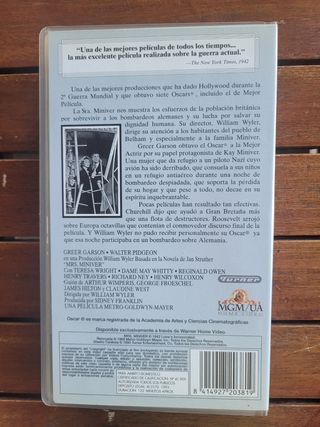 “Una de las mejores películas de todos los tiempos...
la más excelente película realizada sobre la guerra actual.”
—The New York Times, 1942
Una de las mejores producciones que ha dado Hollywood durante la
2ª Guerra Mundial y que obtuvo siete Oscars®, incluido el de Mejor
Película.
La Sra. Miniver nos muestra los esfuerzos de la población británica
por sobrevivir a los bombardeos alemanes y su lucha por salvar su
dignidad humana. Su director, William Wyler,
dirige su atención a los habitantes del pueblo de
Belham y especialmente a la familia Miniver.
Greer Garson obtuvo el Oscar® a la Mejor
Actriz por su papel protagonista de Kay Miniver.
Una mujer que da refugio a un piloto Nazi cuyo
avión ha sido derribado, que consuela a sus niños
en un refugio antiaéreo durante una noche de
bombardeo despiadada, que soporta la pérdida
de su hogar y que pese a todo, no decae en su
espíritu inquebrantable.
Pocas películas han resultado tan efectivas.
Churchill dijo que ayudó a Gran Bretaña más
que una flota de destructores. Roosevelt arrojó
sobre Europa octavillas que contenían el conmovedor discurso final de la
película. Y William Wyler no pudo recibir personalmente su Oscar® ya
que esa noche participaba en un bombardeo sobre Alemania.
GREER GARSON • WALTER PIDGEON
en una Producción William Wyler Basada en la Novela de Jan Struther
"MRS. MINIVER"
CON TERESA WRIGHT • DAME MAY WHITTY • REGINALD OWEN
HENRY TRAVERS • RICHARD NEY • HENRY WILCOXON
Guión de ARTHUR WIMPERIS, GEORGE FROESCHEL
JAMES HILTON y CLAUDINE WEST
Dirigida por WILLIAM WYLER
Producida por SIDNEY FRANKLIN
UNA PELÍCULA METRO-GOLDWYN-MAYER
TURNER
MGM/UA
HOME VIDEO
Oscar ® es marca registrada de la Academia de Artes y Ciencias Cinematográficas
Disponible exclusivamente a través de Warner Home Video
8 414927 203819